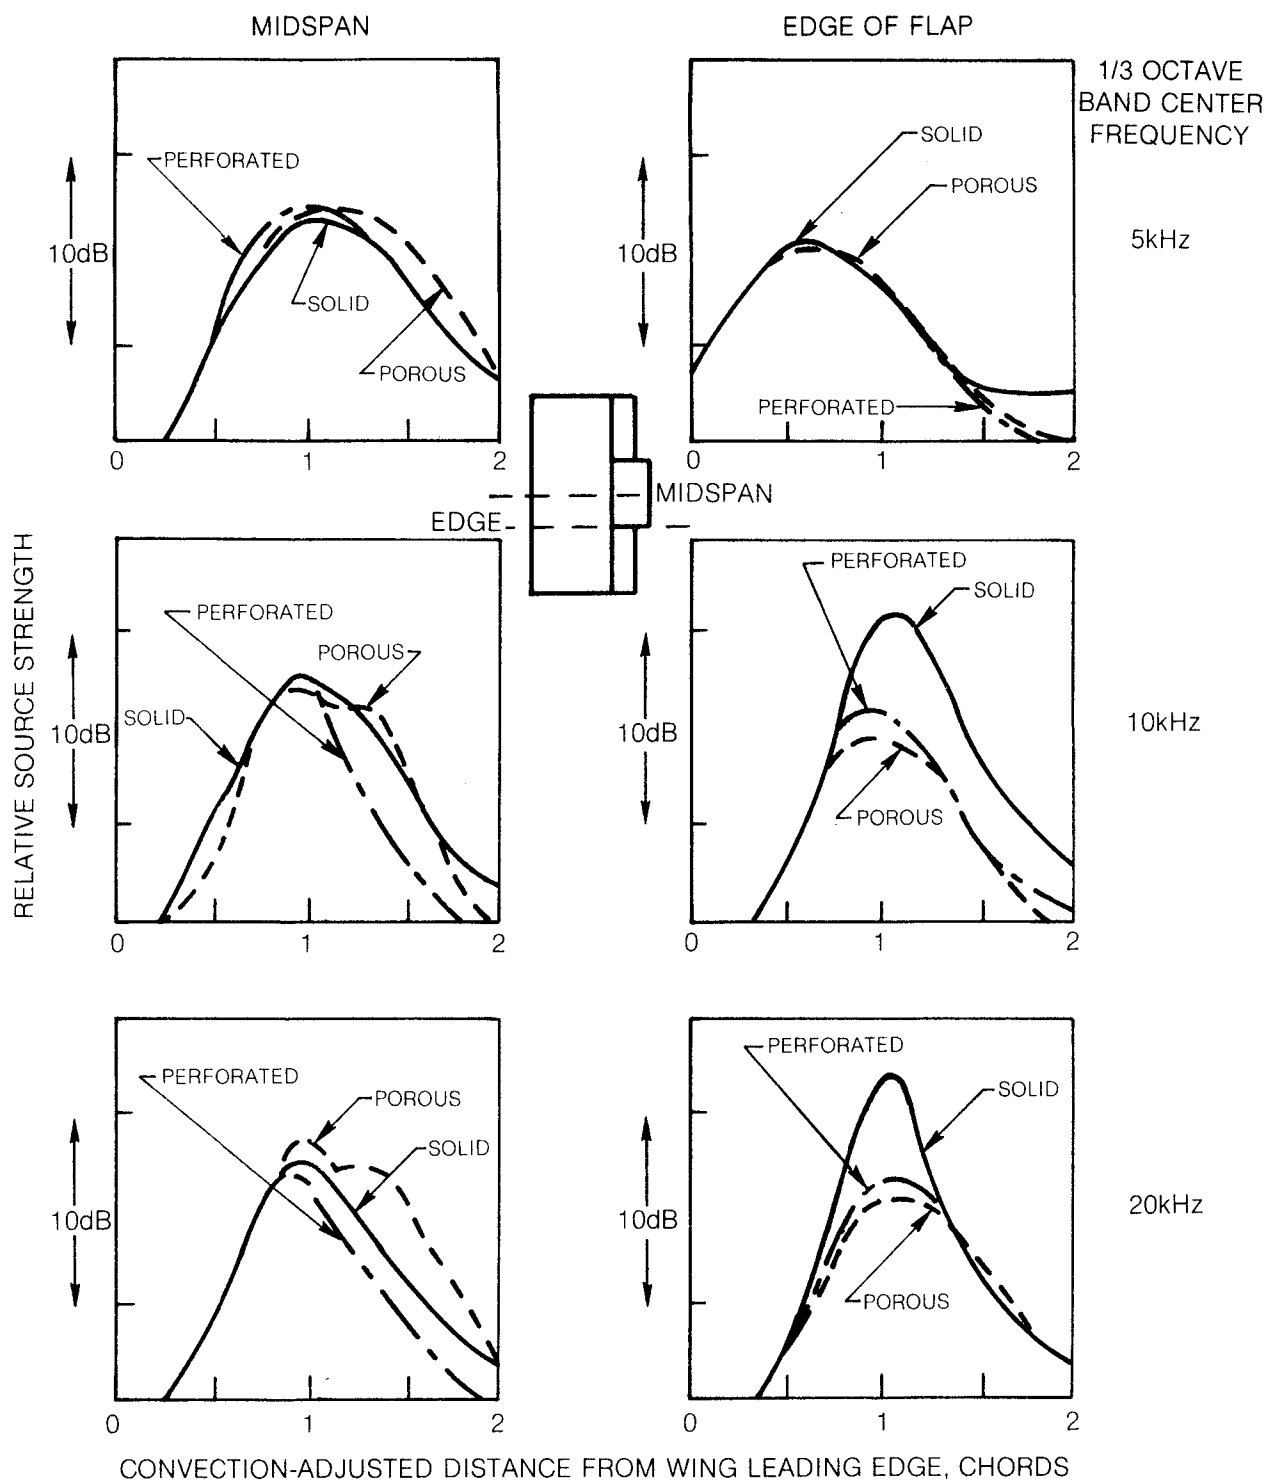 MIDSPAN
EDGE OF FLAP
1/3 OCTAVE
BAND CENTER
FREQUENCY
PERFORATED
10dB
SOLID
POROUS
0
1
2
SOLID
POROUS
10dB
PERFORATED
0
1
2
5kHz
MIDSPAN
EDGE
RELATIVE SOURCE STRENGTH
PERFORATED
POROUS
SOLID
10dB
0
1
2
PERFORATED
SOLID
10dB
POROUS
0
1
2
10kHz
PERFORATED
POROUS
SOLID
10dB
0
1
2
PERFORATED
SOLID
10dB
POROUS
0
1
2
20kHz
CONVECTION-ADJUSTED DISTANCE FROM WING LEADING EDGE, CHORDS